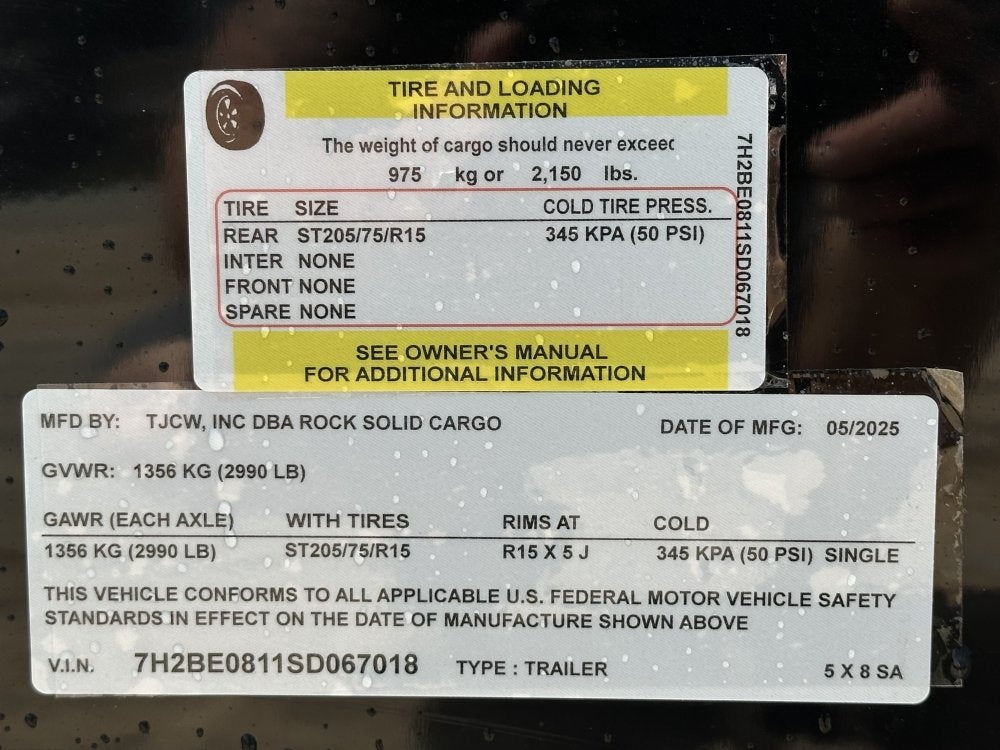 TIRE AND LOADING
INFORMATION
The weight of cargo should never exceed
975 kg or 2,150 lbs.
TIRE SIZE COLD TIRE PRESS.
REAR ST205/75/R15 345 KPA (50 PSI)
INTER NONE
FRONT NONE
SPARE NONE
SEE OWNER'S MANUAL
FOR ADDITIONAL INFORMATION
7H2BE0811SD067018
MFD BY: TJCW, INC DBA ROCK SOLID CARGO DATE OF MFG: 05/2025
GVWR: 1356 KG (2990 LB)
GAWR (EACH AXLE) WITH TIRES RIMS AT COLD
1356 KG (2990 LB) ST205/75/R15 R15 X 5 J 345 KPA (50 PSI) SINGLE
THIS VEHICLE CONFORMS TO ALL APPLICABLE U.S. FEDERAL MOTOR VEHICLE SAFETY
STANDARDS IN EFFECT ON THE DATE OF MANUFACTURE SHOWN ABOVE
V.I.N. 7H2BE0811SD067018 TYPE : TRAILER 5 X 8 SA